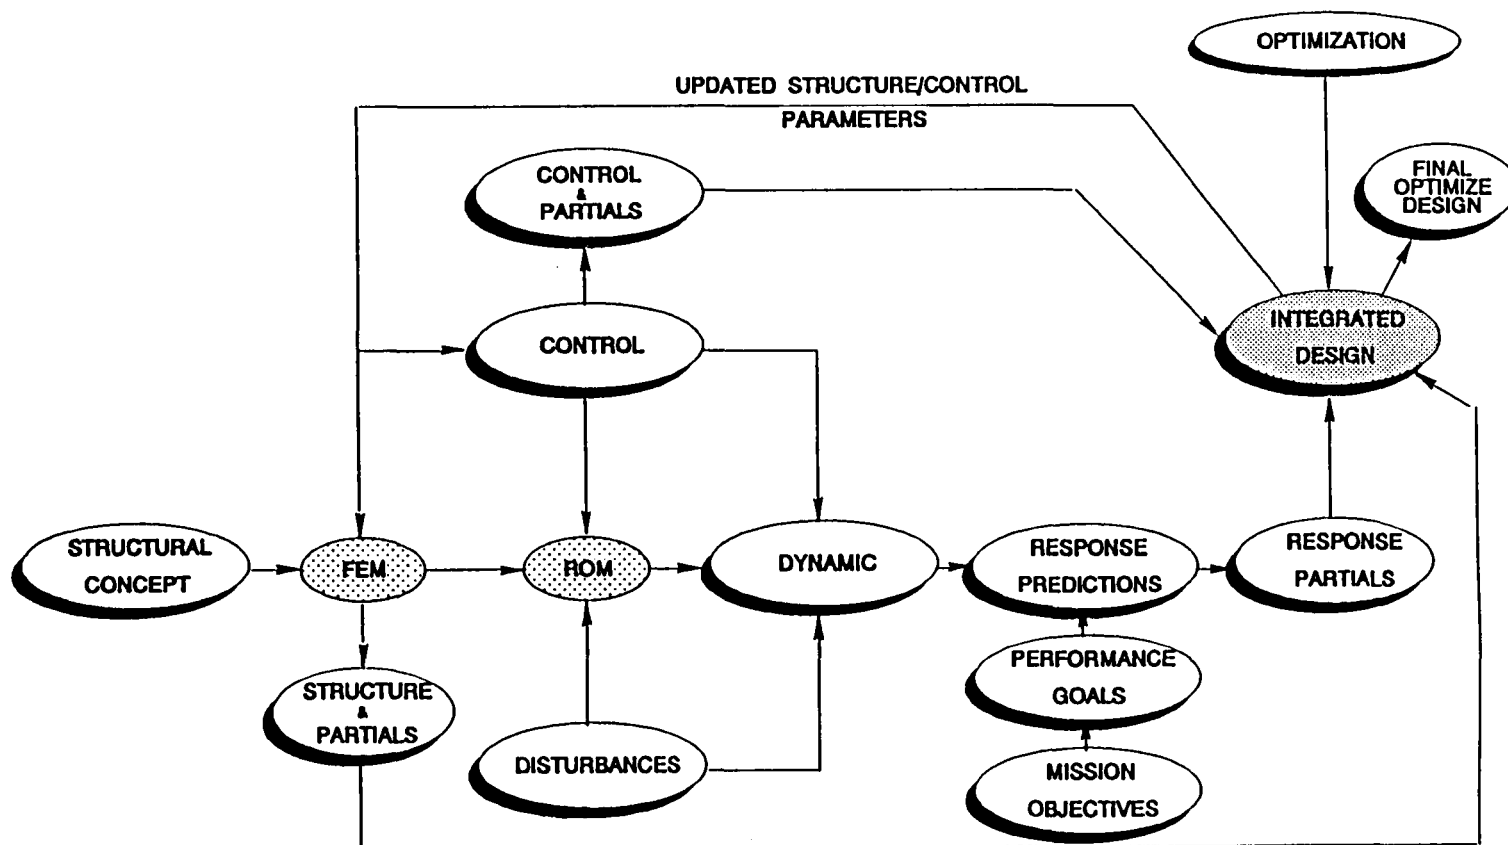 OPTIMIZATION
UPDATED STRUCTURE/CONTROL
PARAMETERS
CONTROL
&
PARTIALS
FINAL
OPTIMIZE
DESIGN
CONTROL
INTEGRATED
DESIGN
STRUCTURAL
CONCEPT
FEM
ROM
DYNAMIC
RESPONSE
PREDICTIONS
RESPONSE
PARTIALS
STRUCTURE
&
PARTIALS
DISTURBANCES
PERFORMANCE
GOALS
MISSION
OBJECTIVES